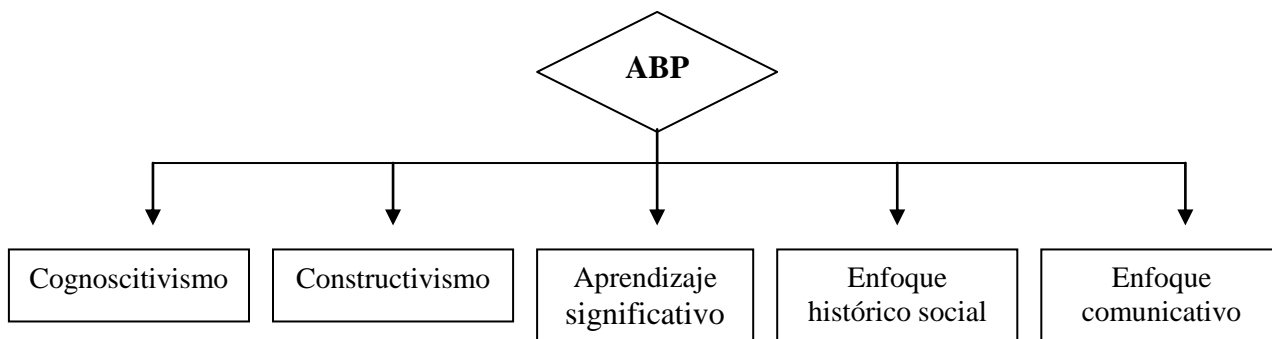 ABP
Cognoscitivismo
Constructivismo
Aprendizaje
significativo
Enfoque
histórico social
Enfoque
comunicativo